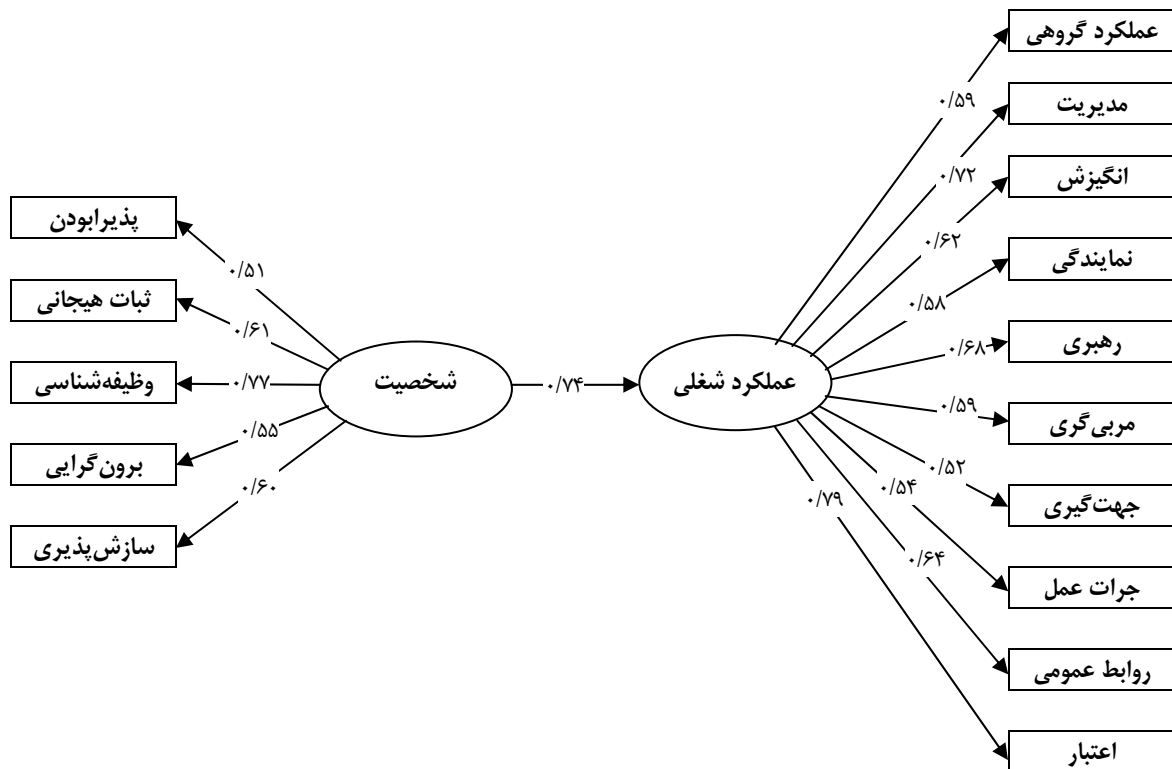 عملکرد گروهی
۰/۵۹
مدیریت
۰/۷۲
انگیزش
۰/۶۲
نمایندگی
۰/۵۸
رهبری
۰/۶۸
مربی‌گری
۰/۵۹
جهت‌گیری
۰/۵۲
جرات عمل
۰/۵۴
روابط عمومی
۰/۶۴
اعتبار
۰/۷۹
عملکرد شغلی
۰/۷۴
شخصیت
پذیرابودن
۰/۵۱
ثبات هیجانی
۰/۶۱
وظیفه‌شناسی
۰/۷۷
برون‌گرایی
۰/۵۵
سازش‌پذیری
۰/۶۰